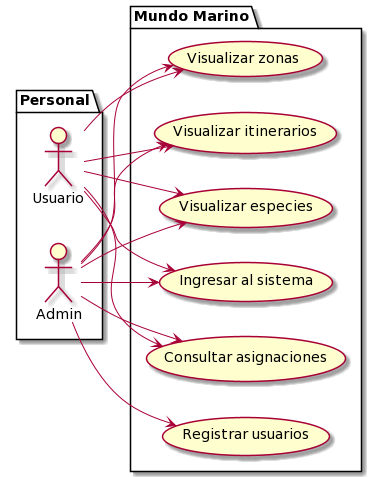 Mundo Marino
Visualizar zonas
Personal
Visualizar itinerarios
Usuario
Visualizar especies
Ingresar al sistema
Admin
Consultar asignaciones
Registrar usuarios